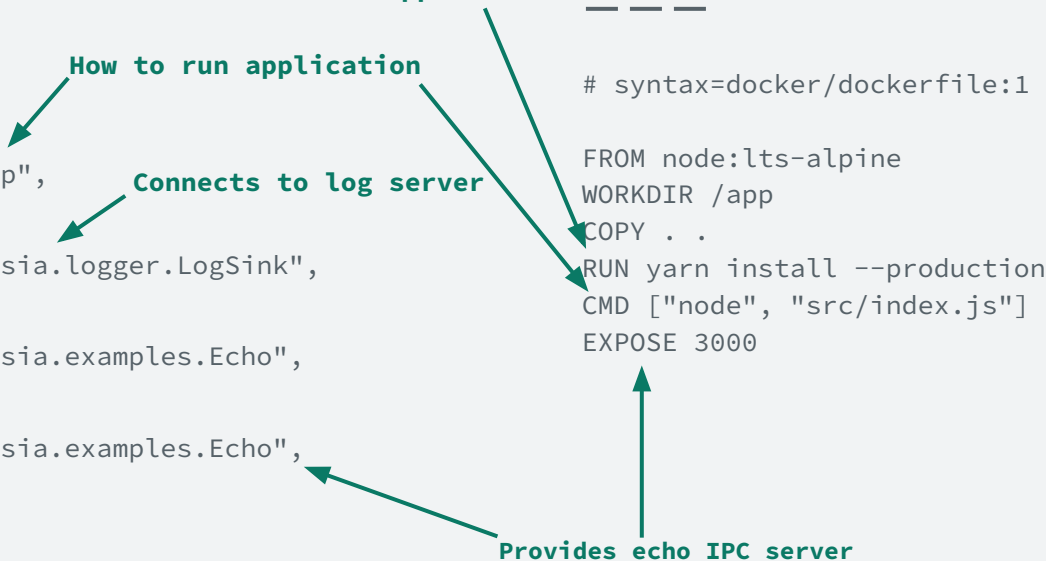 How to run application
p",
Connects to log server
sia.logger.LogSink",
sia.examples.Echo",
sia.examples.Echo",
# syntax=docker/dockerfile:1
FROM node:lts-alpine
WORKDIR /app
COPY . .
RUN yarn install --production
CMD ["node", "src/index.js"]
EXPOSE 3000
Provides echo IPC server